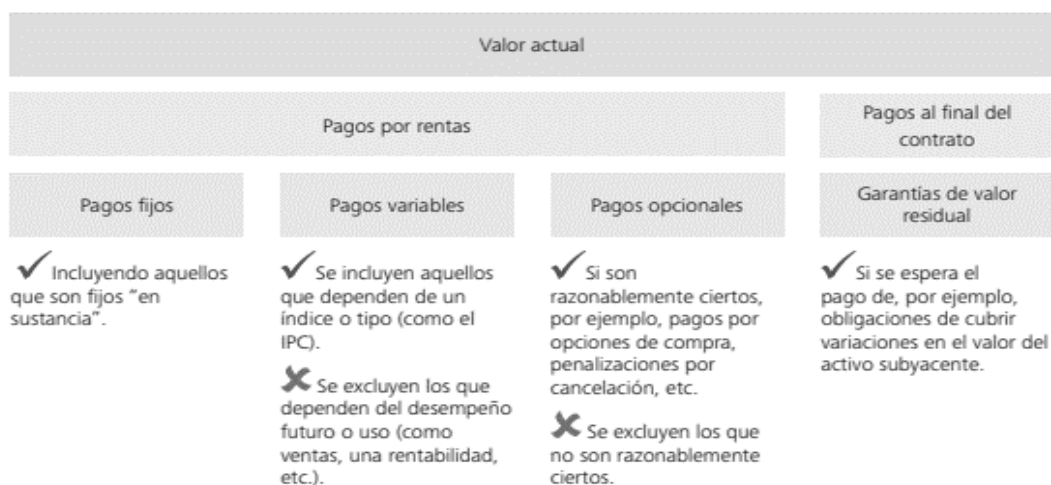 Valor actual
Pagos por rentas
Pagos al final del
contrato
Pagos fijos
Pagos variables
Pagos opcionales
Garantías de valor
residual
Incluyendo aquellos
que son fijos "en
sustancia".
Se incluyen aquellos
que dependen de un
índice o tipo (como el
IPC).
Se excluyen los que
dependen del desempeño
futuro o uso (como
ventas, una rentabilidad,
etc.).
Si son
razonablemente ciertos,
por ejemplo, pagos por
opciones de compra,
penalizaciones por
cancelación, etc.
Se excluyen los que
no son razonablemente
ciertos.
Si se espera el
pago de, por ejemplo,
obligaciones de cubrir
variaciones en el valor del
activo subyacente.